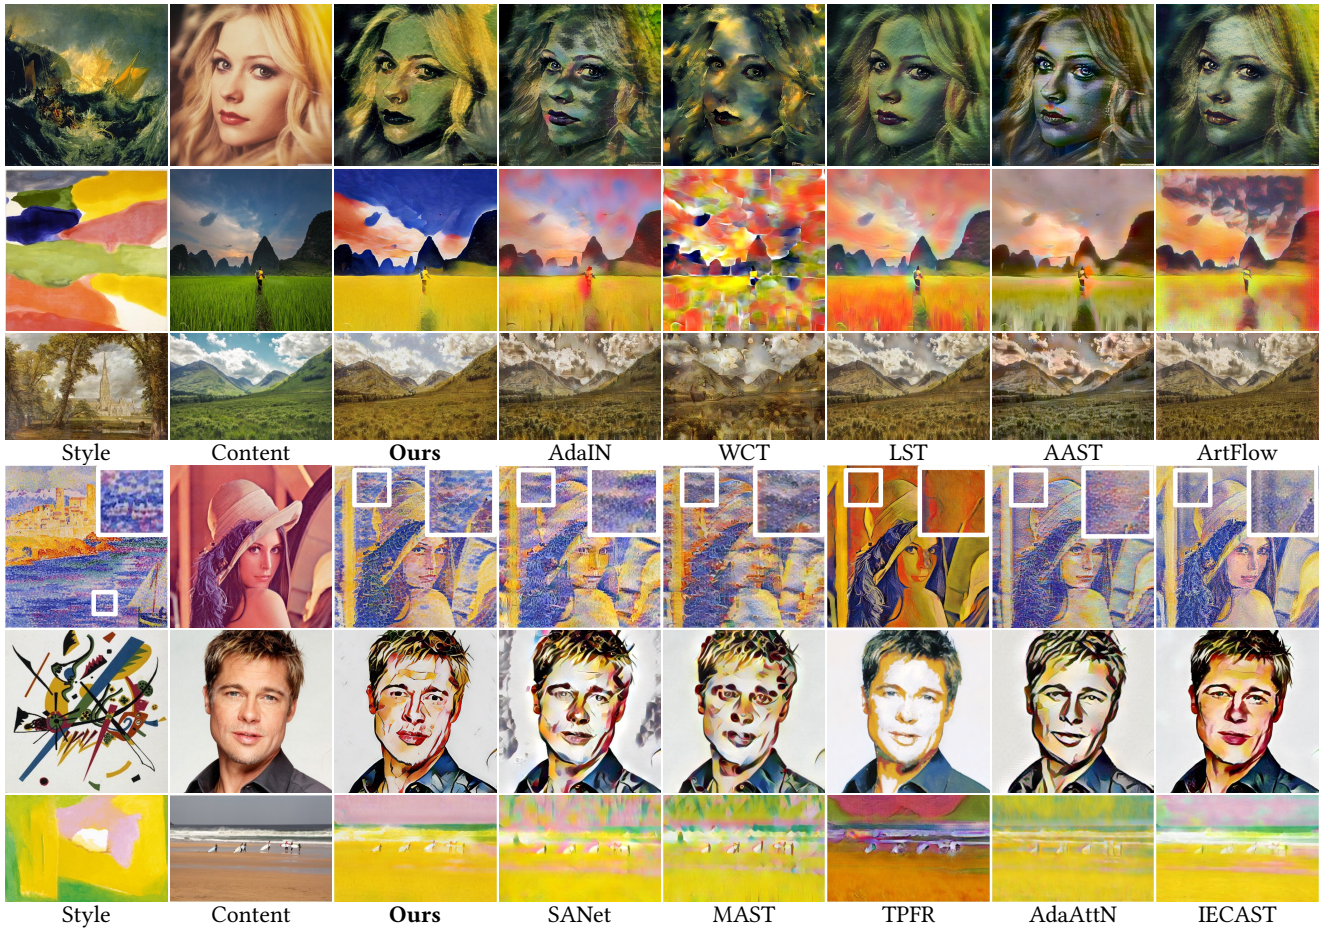 Style Content Ours AdaIN WCT LST AAST ArtFlow
Style Content Ours SANet MAST TPFR AdaAttN IECAST